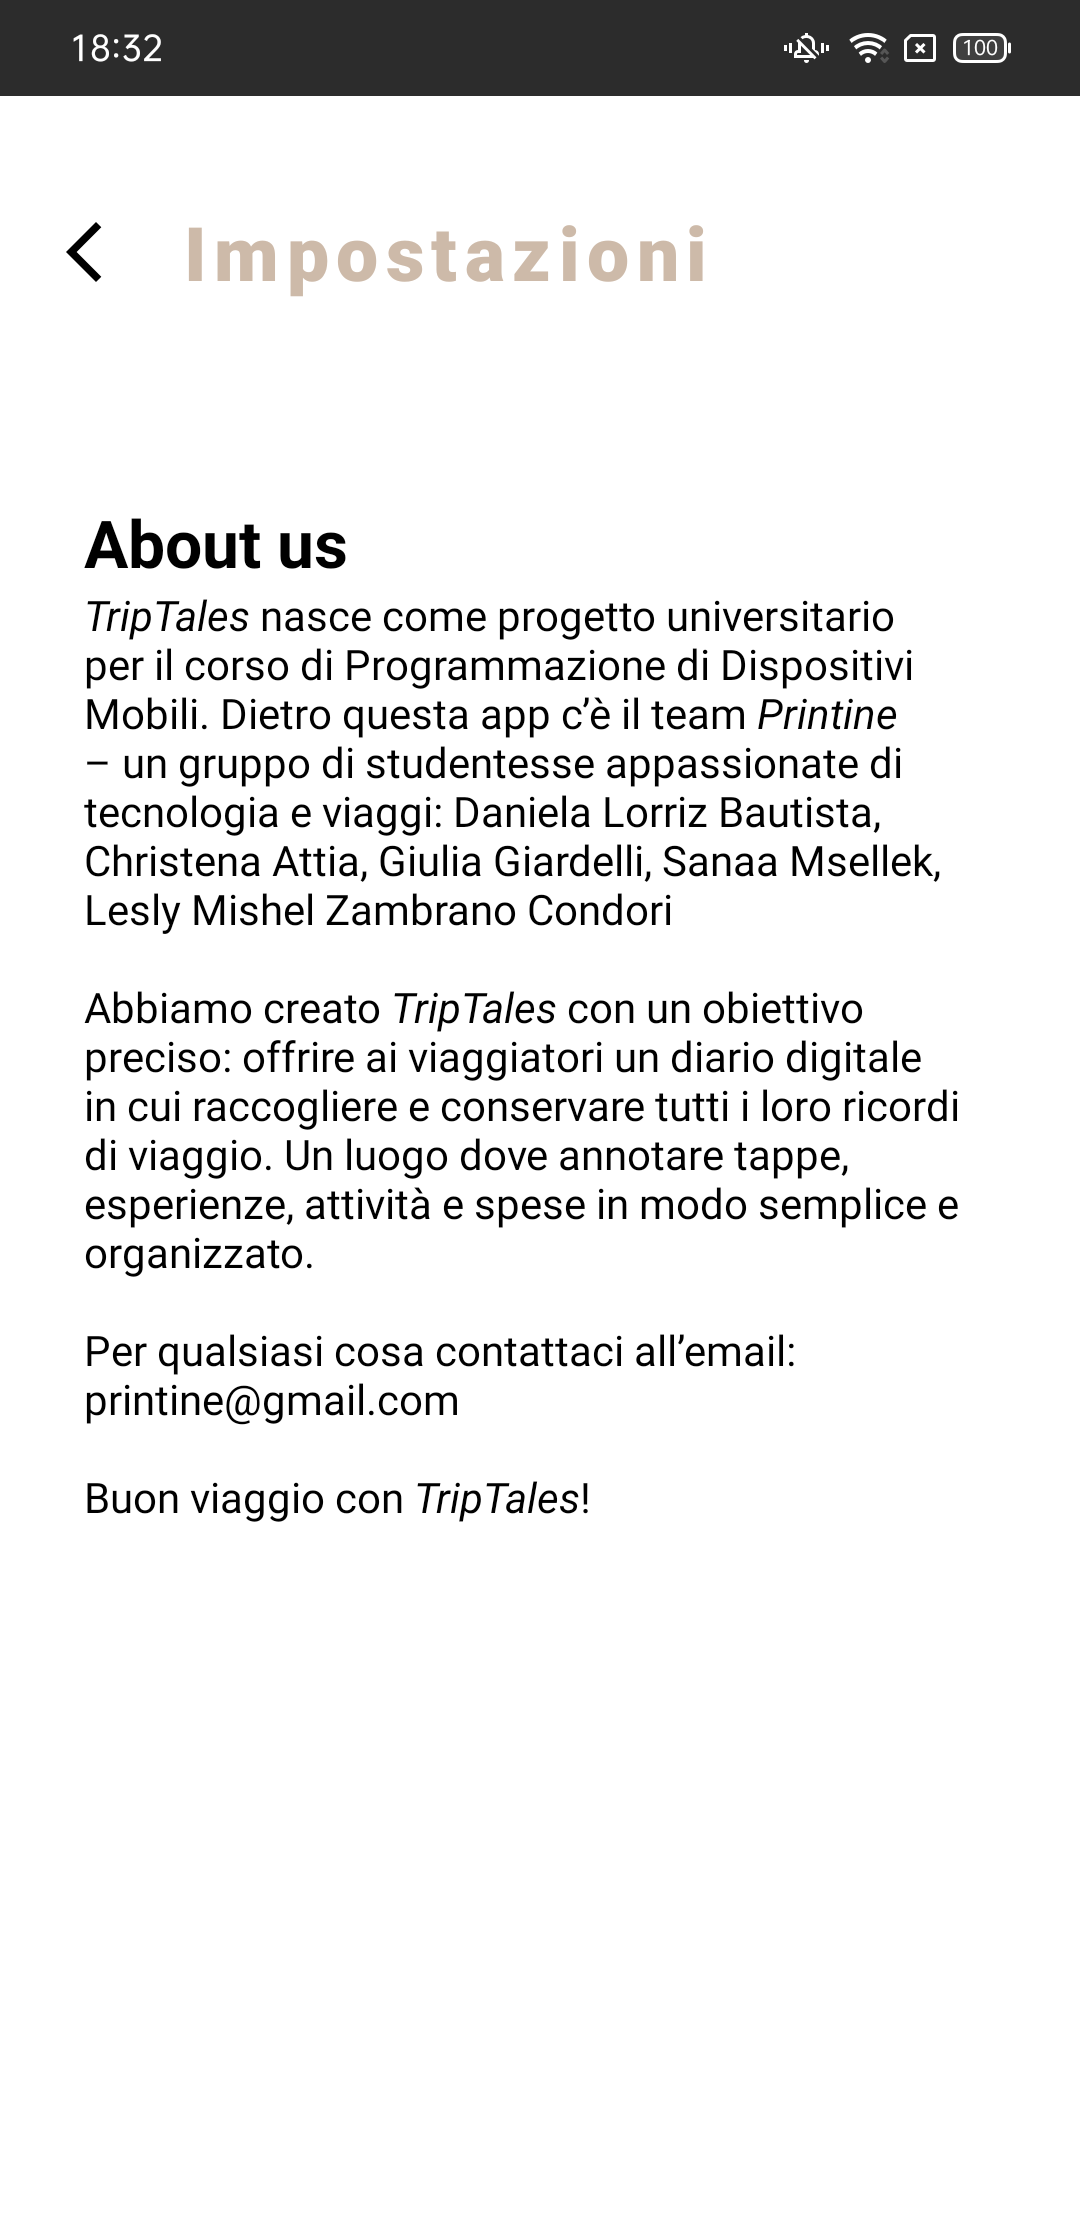 18:32
100
Impostazioni
About us
TripTales nasce come progetto universitario
per il corso di Programmazione di Dispositivi
Mobili. Dietro questa app c’è il team Printine
– un gruppo di studentesse appassionate di
tecnologia e viaggi: Daniela Lorriz Bautista,
Christena Attia, Giulia Giardelli, Sanaa Msellek,
Lesly Mishel Zambrano Condori
Abbiamo creato TripTales con un obiettivo
preciso: offrire ai viaggiatori un diario digitale
in cui raccogliere e conservare tutti i loro ricordi
di viaggio. Un luogo dove annotare tappe,
esperienze, attività e spese in modo semplice e
organizzato.
Per qualsiasi cosa contattaci all’email:
printine@gmail.com
Buon viaggio con TripTales!